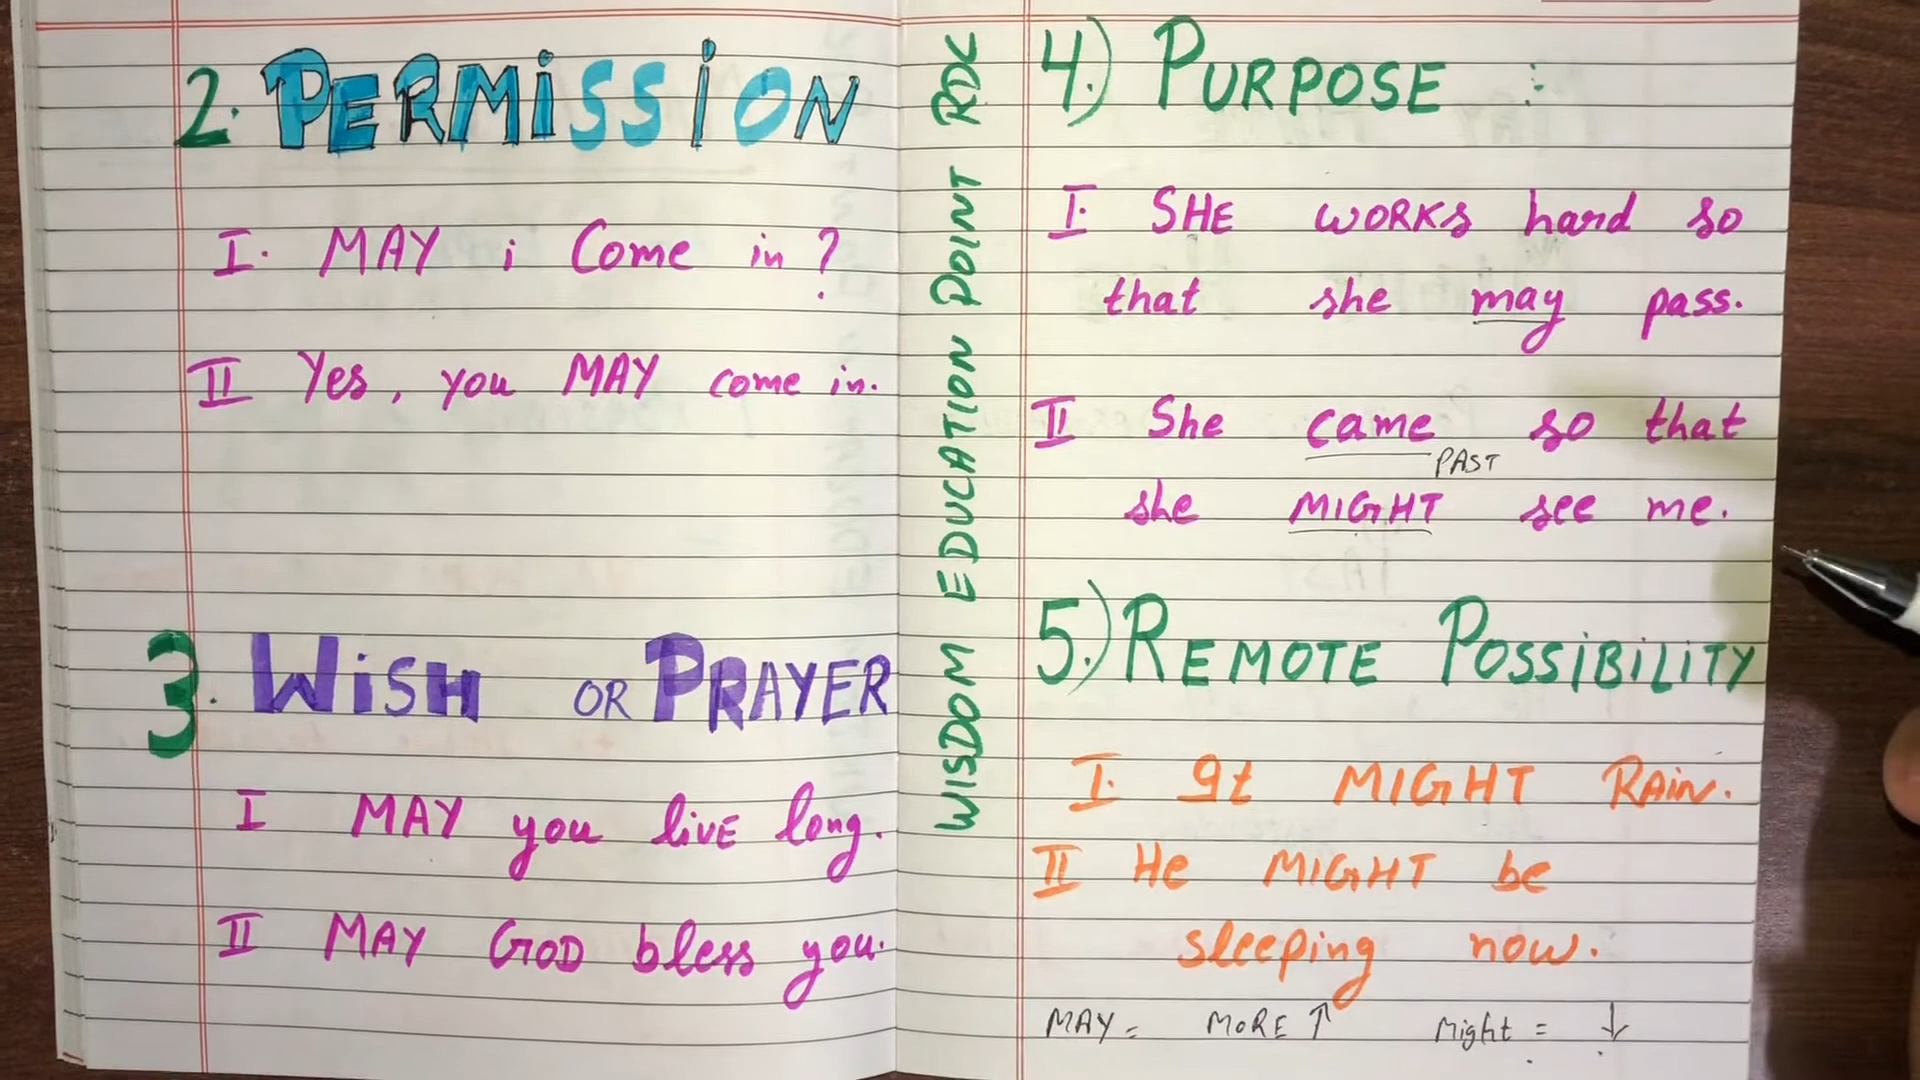 2. PERMiSSiON
I. MAY i Come in?
II Yes, you MAY come in.
3. WiSH OR PRAYER
I MAY you livE long.
II MAY GOD bless you.
WISDOM EDUCATION POINT RDC
4.) PURPOSE :
I. SHE WORKs hard so
that she may pass.
II She came so that
PAST
she MIGHT see me.
5.) REMOTE POSSiBiLiTY
I. It MIGHT RAiN.
II He MIGHT be
sleeping now.
MAY = MoRE ↑ Might = ↓